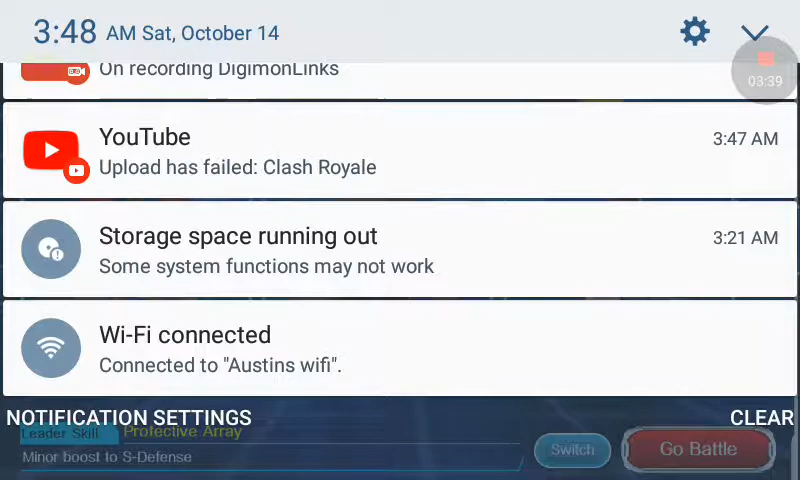 3:48 AM Sat, October 14
03:39
On recording DigimonLinks
YouTube 3:47 AM
Upload has failed: Clash Royale
Storage space running out 3:21 AM
Some system functions may not work
Wi-Fi connected
Connected to "Austins wifi".
NOTIFICATION SETTINGS CLEAR
Leader Skill Protective Array
Minor boost to S-Defense
Switch Go Battle